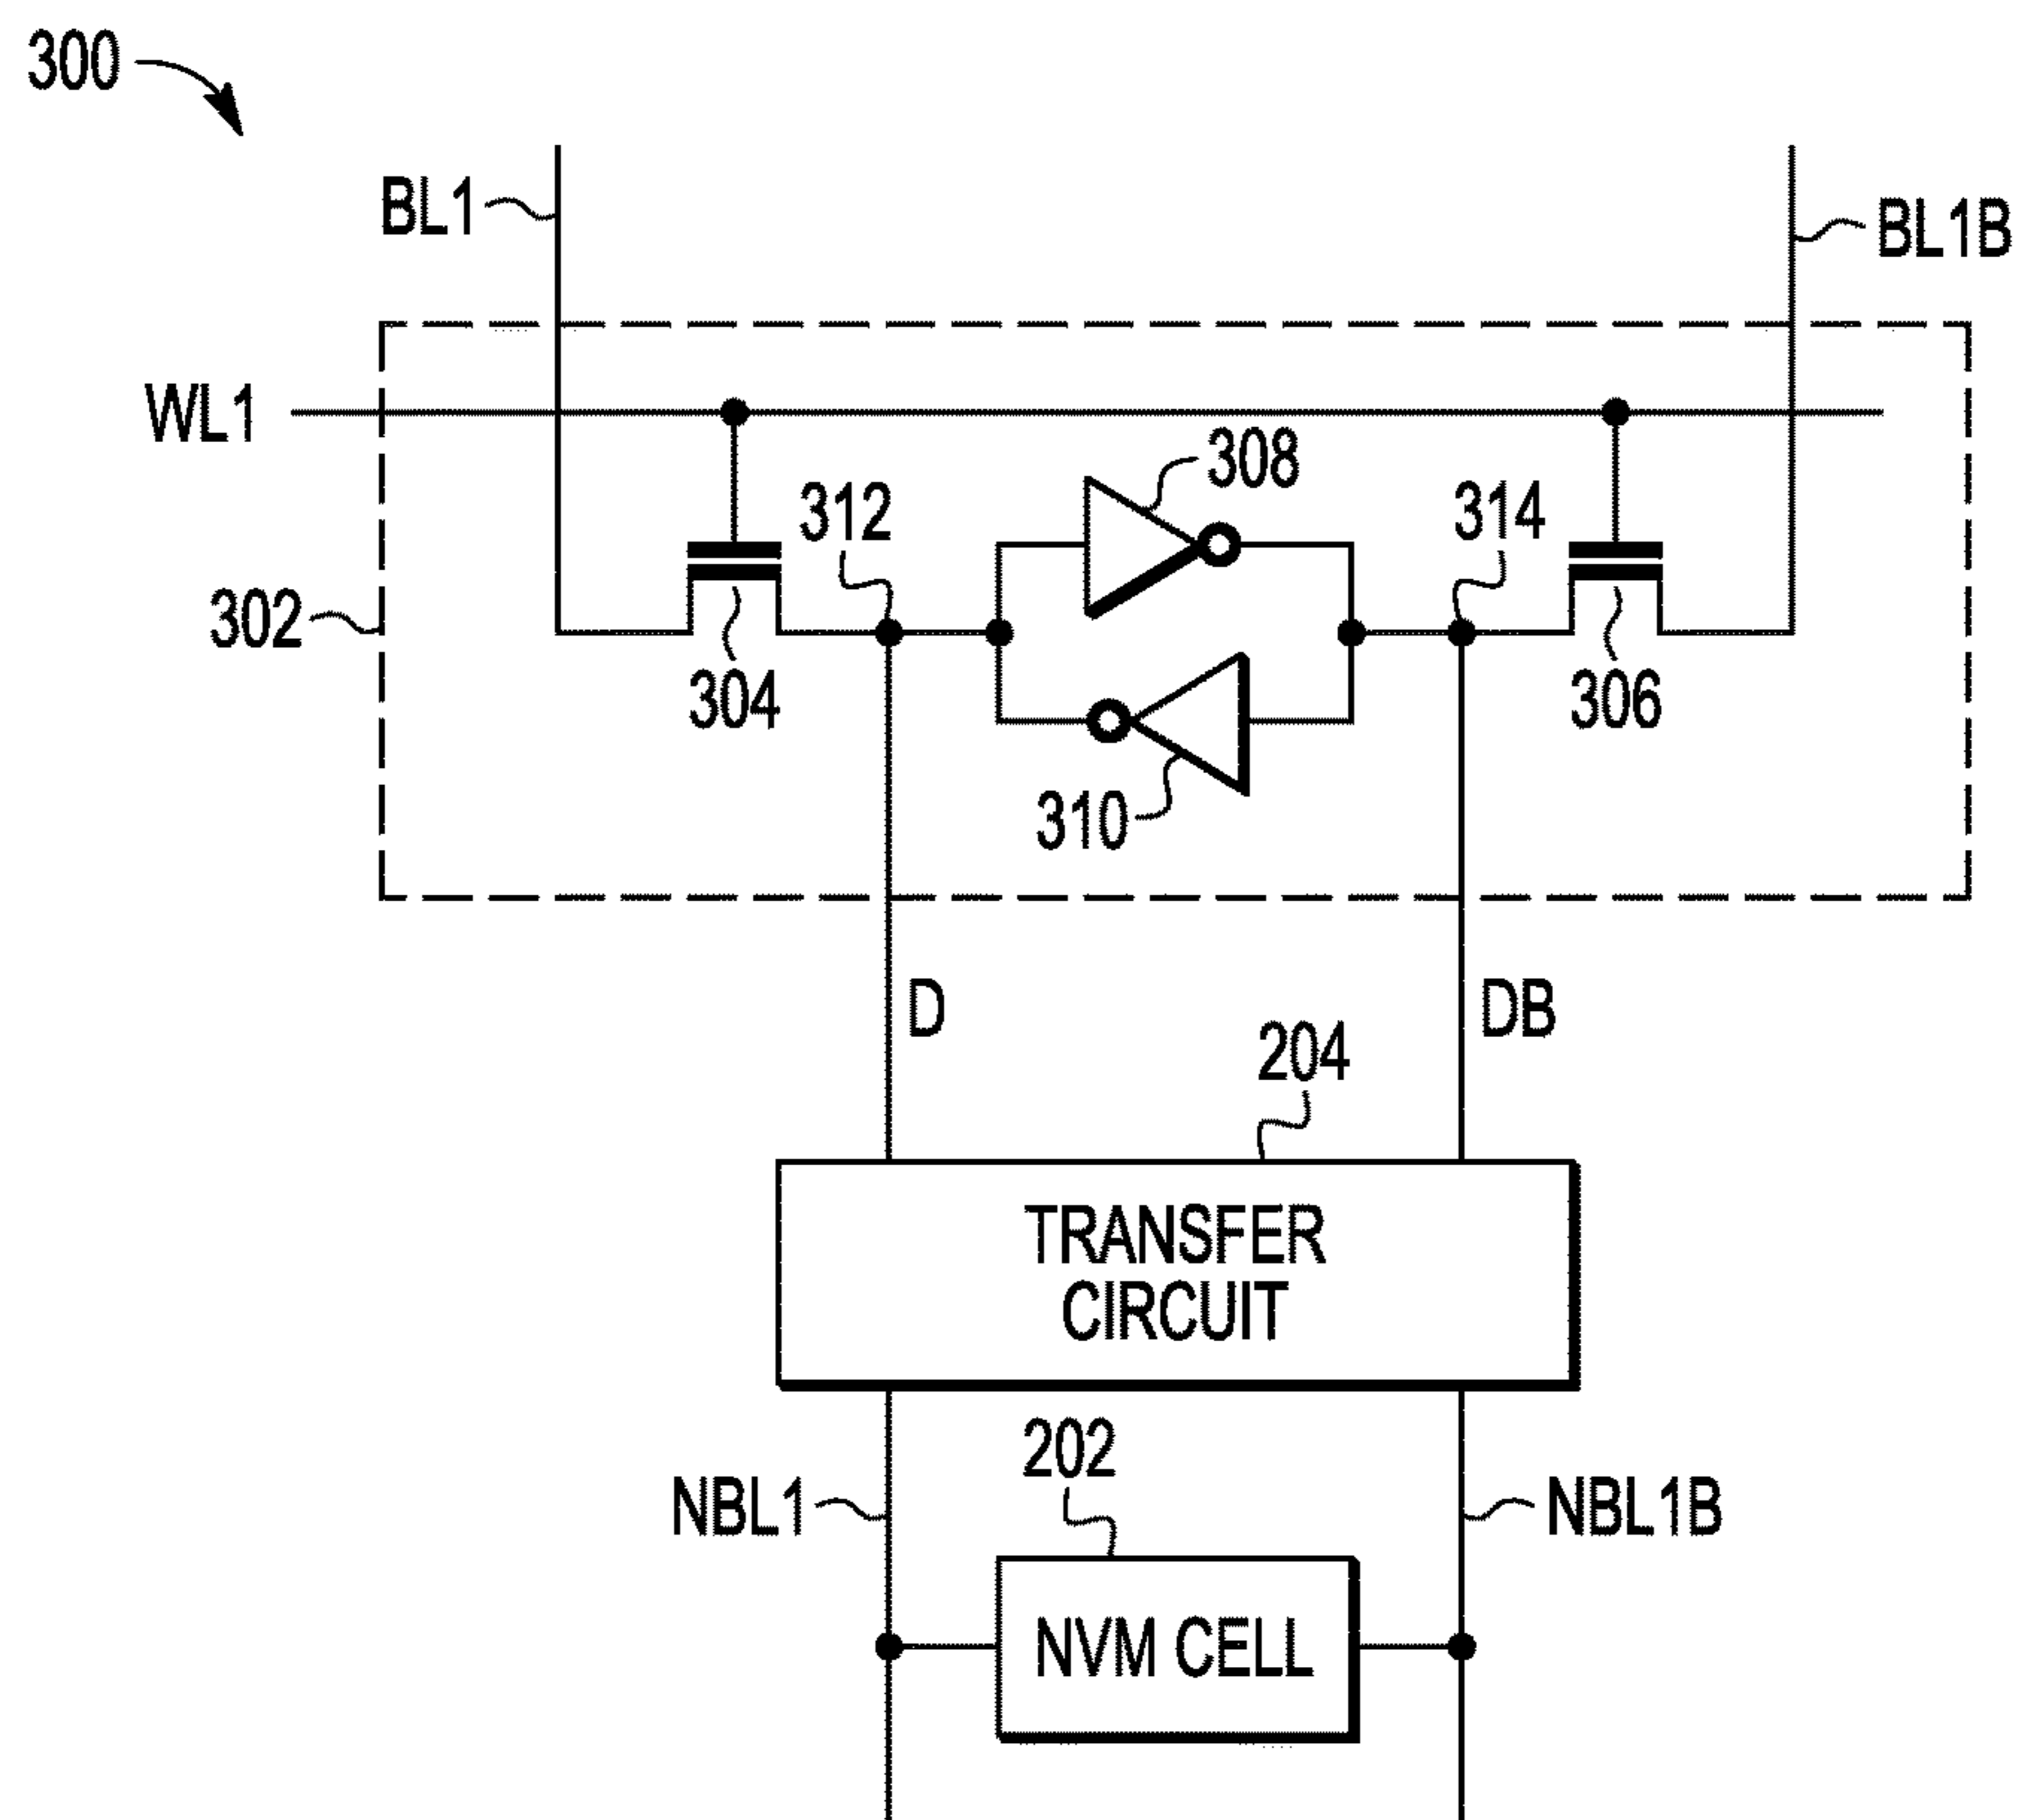 300
BL1
BL1B
WL1
308
312
314
302
304
306
310
D
DB
204
TRANSFER
CIRCUIT
202
NBL1
NBL1B
NVM CELL